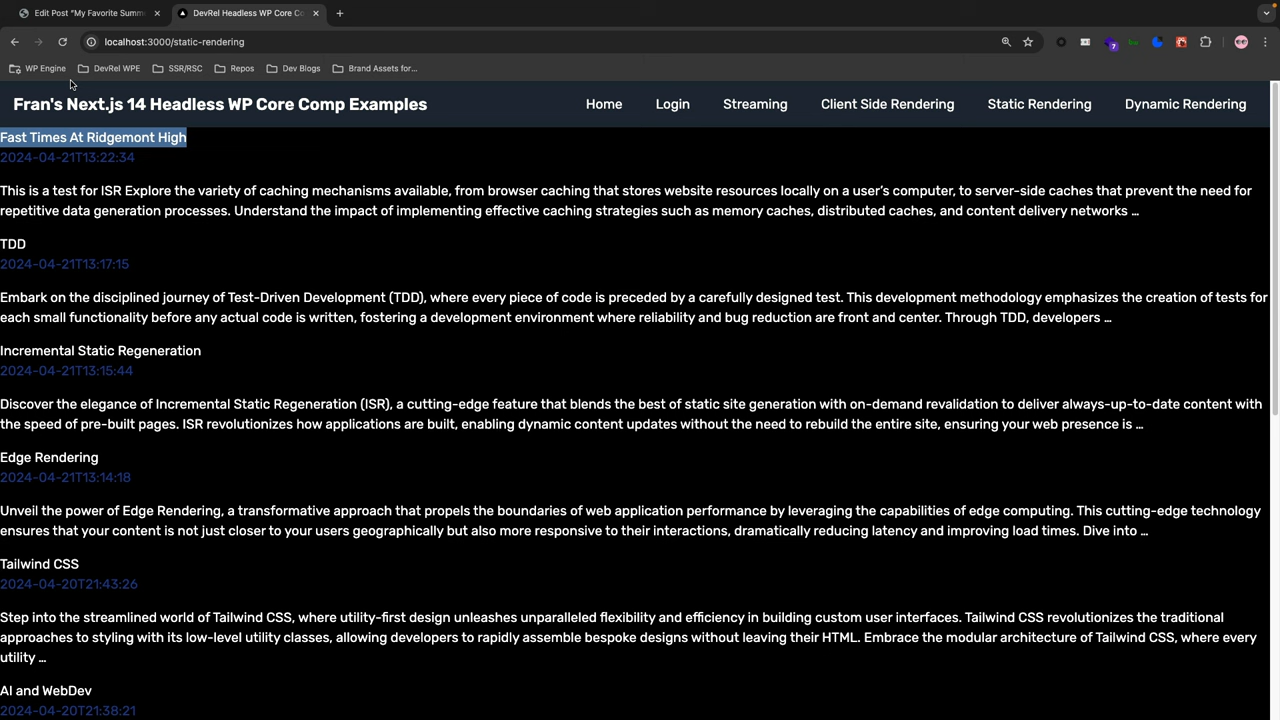 Edit Post "My Favorite Summ
DevRel Headless WP Core Co
localhost:3000/static-rendering
7
WP Engine
DevRel WPE
SSR/RSC
Repos
Dev Blogs
Brand Assets for...
Fran's Next.js 14 Headless WP Core Comp Examples
Home
Login
Streaming
Client Side Rendering
Static Rendering
Dynamic Rendering
Fast Times At Ridgemont High
2024-04-21T13:22:34
This is a test for ISR Explore the variety of caching mechanisms available, from browser caching that stores website resources locally on a user's computer, to server-side caches that prevent the need for
repetitive data generation processes. Understand the impact of implementing effective caching strategies such as memory caches, distributed caches, and content delivery networks …
TDD
2024-04-21T13:17:15
Embark on the disciplined journey of Test-Driven Development (TDD), where every piece of code is preceded by a carefully designed test. This development methodology emphasizes the creation of tests for
each small functionality before any actual code is written, fostering a development environment where reliability and bug reduction are front and center. Through TDD, developers …
Incremental Static Regeneration
2024-04-21T13:15:44
Discover the elegance of Incremental Static Regeneration (ISR), a cutting-edge feature that blends the best of static site generation with on-demand revalidation to deliver always-up-to-date content with
the speed of pre-built pages. ISR revolutionizes how applications are built, enabling dynamic content updates without the need to rebuild the entire site, ensuring your web presence is …
Edge Rendering
2024-04-21T13:14:18
Unveil the power of Edge Rendering, a transformative approach that propels the boundaries of web application performance by leveraging the capabilities of edge computing. This cutting-edge technology
ensures that your content is not just closer to your users geographically but also more responsive to their interactions, dramatically reducing latency and improving load times. Dive into …
Tailwind CSS
2024-04-20T21:43:26
Step into the streamlined world of Tailwind CSS, where utility-first design unleashes unparalleled flexibility and efficiency in building custom user interfaces. Tailwind CSS revolutionizes the traditional
approaches to styling with its low-level utility classes, allowing developers to rapidly assemble bespoke designs without leaving their HTML. Embrace the modular architecture of Tailwind CSS, where every
utility …
AI and WebDev
2024-04-20T21:38:21